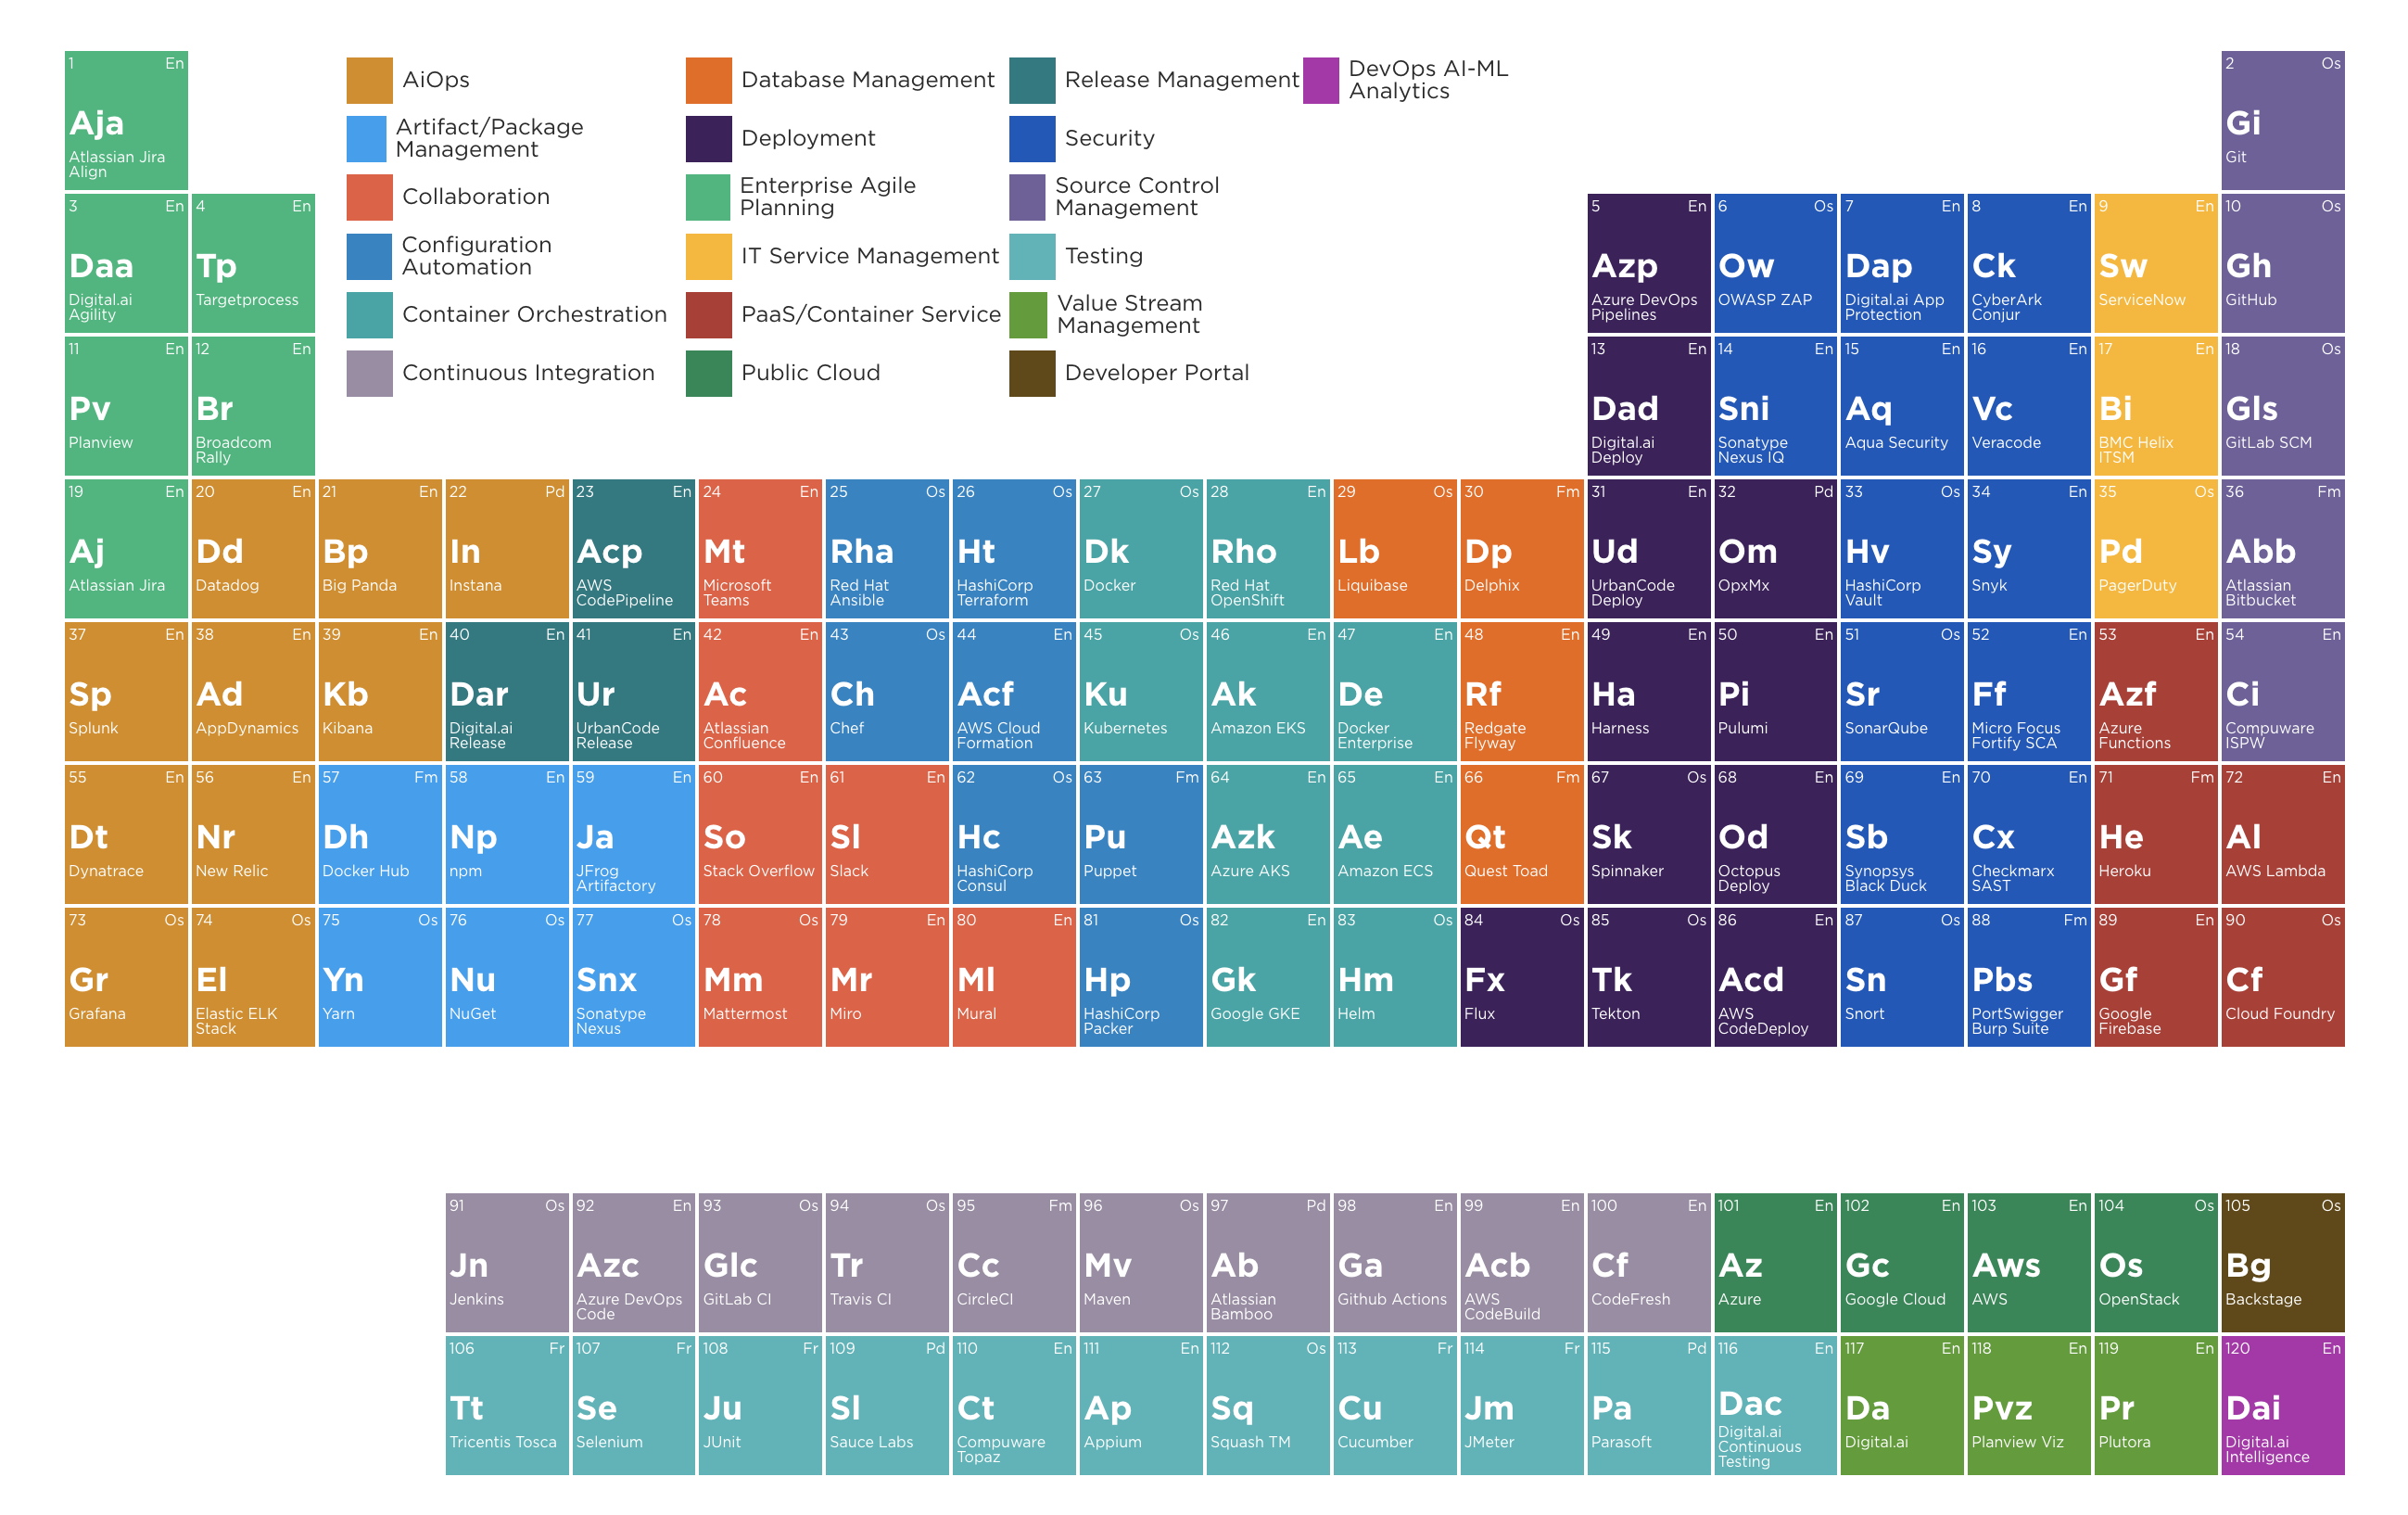 1 En
Aja
Atlassian Jira
Align
AiOps
Artifact/Package
Management
Collaboration
Configuration
Automation
Container Orchestration
Continuous Integration
Database Management
Deployment
Enterprise Agile
Planning
IT Service Management
PaaS/Container Service
Public Cloud
Release Management
Security
Source Control
Management
Testing
Value Stream
Management
Developer Portal
DevOps AI-ML
Analytics
2 Os
Gi
Git
3 En
Daa
Digital.ai
Agility
4 En
Tp
Targetprocess
5 En
Azp
Azure DevOps
Pipelines
6 Os
Ow
OWASP ZAP
7 En
Dap
Digital.ai App
Protection
8 En
Ck
CyberArk
Conjur
9 En
Sw
ServiceNow
10 Os
Gh
GitHub
11 En
Pv
Planview
12 En
Br
Broadcom
Rally
13 En
Dad
Digital.ai
Deploy
14 En
Sni
Sonatype
Nexus IQ
15 En
Aq
Aqua Security
16 En
Vc
Veracode
17 En
Bi
BMC Helix
ITSM
18 Os
Gls
GitLab SCM
19 En
Aj
Atlassian Jira
20 En
Dd
Datadog
21 En
Bp
Big Panda
22 Pd
In
Instana
23 En
Acp
AWS
CodePipeline
24 En
Mt
Microsoft
Teams
25 Os
Rha
Red Hat
Ansible
26 Os
Ht
HashiCorp
Terraform
27 Os
Dk
Docker
28 En
Rho
Red Hat
OpenShift
29 Os
Lb
Liquibase
30 Fm
Dp
Delphix
31 En
Ud
UrbanCode
Deploy
32 Pd
Om
OpxMx
33 Os
Hv
HashiCorp
Vault
34 En
Sy
Snyk
35 Os
Pd
PagerDuty
36 Fm
Abb
Atlassian
Bitbucket
37 En
Sp
Splunk
38 En
Ad
AppDynamics
39 En
Kb
Kibana
40 En
Dar
Digital.ai
Release
41 En
Ur
UrbanCode
Release
42 En
Ac
Atlassian
Confluence
43 Os
Ch
Chef
44 En
Acf
AWS Cloud
Formation
45 Os
Ku
Kubernetes
46 En
Ak
Amazon EKS
47 En
De
Docker
Enterprise
48 En
Rf
Redgate
Flyway
49 En
Ha
Harness
50 En
Pi
Pulumi
51 Os
Sr
SonarQube
52 En
Ff
Micro Focus
Fortify SCA
53 En
Azf
Azure
Functions
54 En
Ci
Compuware
ISPW
55 En
Dt
Dynatrace
56 En
Nr
New Relic
57 Fm
Dh
Docker Hub
58 En
Np
npm
59 En
Ja
JFrog
Artifactory
60 En
So
Stack Overflow
61 En
Sl
Slack
62 Os
Hc
HashiCorp
Consul
63 Fm
Pu
Puppet
64 En
Azk
Azure AKS
65 En
Ae
Amazon ECS
66 Fm
Qt
Quest Toad
67 Os
Sk
Spinnaker
68 En
Od
Octopus
Deploy
69 En
Sb
Synopsys
Black Duck
70 En
Cx
Checkmarx
SAST
71 Fm
He
Heroku
72 En
Al
AWS Lambda
73 Os
Gr
Grafana
74 Os
El
Elastic ELK
Stack
75 Os
Yn
Yarn
76 Os
Nu
NuGet
77 Os
Snx
Sonatype
Nexus
78 Os
Mm
Mattermost
79 En
Mr
Miro
80 En
Ml
Mural
81 Os
Hp
HashiCorp
Packer
82 En
Gk
Google GKE
83 Os
Hm
Helm
84 Os
Fx
Flux
85 Os
Tk
Tekton
86 En
Acd
AWS
CodeDeploy
87 Os
Sn
Snort
88 Fm
Pbs
PortSwigger
Burp Suite
89 En
Gf
Google
Firebase
90 Os
Cf
Cloud Foundry
91 Os
Jn
Jenkins
92 En
Azc
Azure DevOps
Code
93 Os
Glc
GitLab CI
94 Os
Tr
Travis CI
95 Fm
Cc
CircleCI
96 Os
Mv
Maven
97 Pd
Ab
Atlassian
Bamboo
98 En
Ga
Github Actions
99 En
Acb
AWS
CodeBuild
100 En
Cf
CodeFresh
101 En
Az
Azure
102 En
Gc
Google Cloud
103 En
Aws
AWS
104 Os
Os
OpenStack
105 Os
Bg
Backstage
106 Fr
Tt
Tricentis Tosca
107 Fr
Se
Selenium
108 Fr
Ju
JUnit
109 Pd
Sl
Sauce Labs
110 En
Ct
Compuware
Topaz
111 En
Ap
Appium
112 Os
Sq
Squash TM
113 Fr
Cu
Cucumber
114 Fr
Jm
JMeter
115 Pd
Pa
Parasoft
116 En
Dac
Digital.ai
Continuous
Testing
117 En
Da
Digital.ai
118 En
Pvz
Planview Viz
119 En
Pr
Plutora
120 En
Dai
Digital.ai
Intelligence